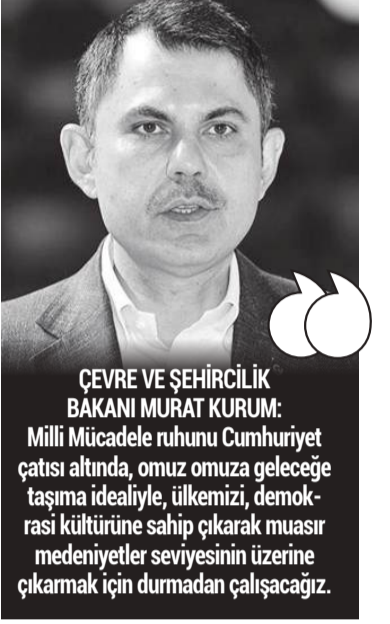 ÇEVRE VE ŞEHİRCİLİK
BAKANI MURAT KURUM:
Milli Mücadele ruhunu Cumhuriyet
çatısı altında, omuz omuza geleceğe
taşıma idealiyle, ülkemizi, demok-
rasi kültürüne sahip çıkarak muasır
medeniyetler seviyesinin üzerine
çıkarmak için durmadan çalışacağız.